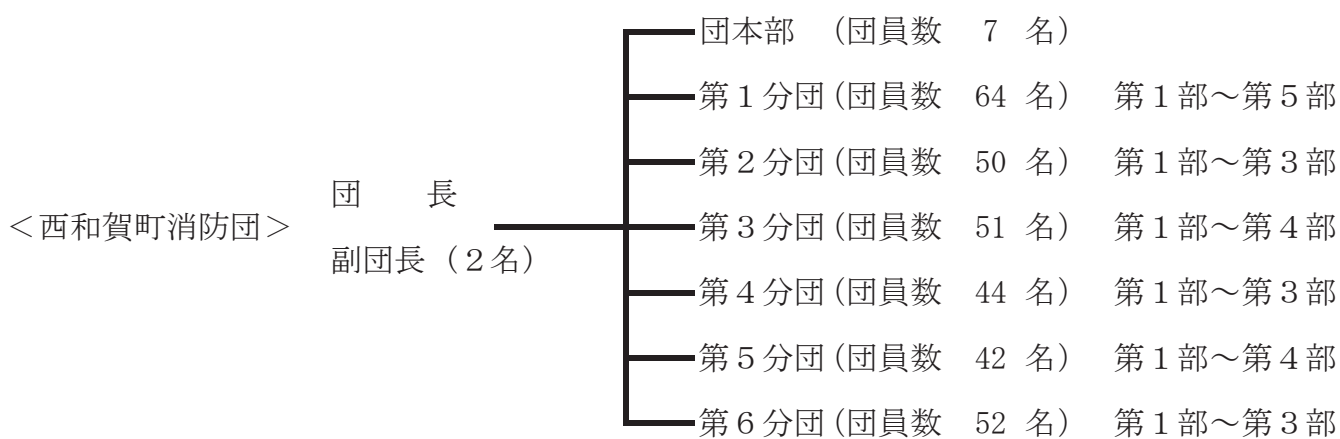 団本部 (団員数 7 名)
第1分団(団員数 64 名) 第1部~第5部
第2分団(団員数 50 名) 第1部~第3部
団 長
<西和賀町消防団>
第3分団(団員数 51 名) 第1部~第4部
副団長 (2名)
第4分団(団員数 44 名) 第1部~第3部
第5分団(団員数 42 名) 第1部~第4部
第6分団(団員数 52 名) 第1部~第3部